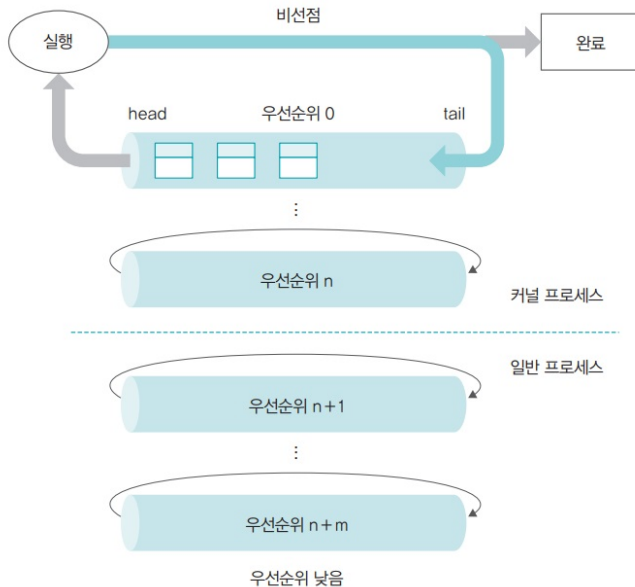 비선점
실행
완료
head
우선순위 0
tail
⋮
우선순위 n
커널 프로세스
일반 프로세스
우선순위 n+1
⋮
우선순위 n+m
우선순위 낮음